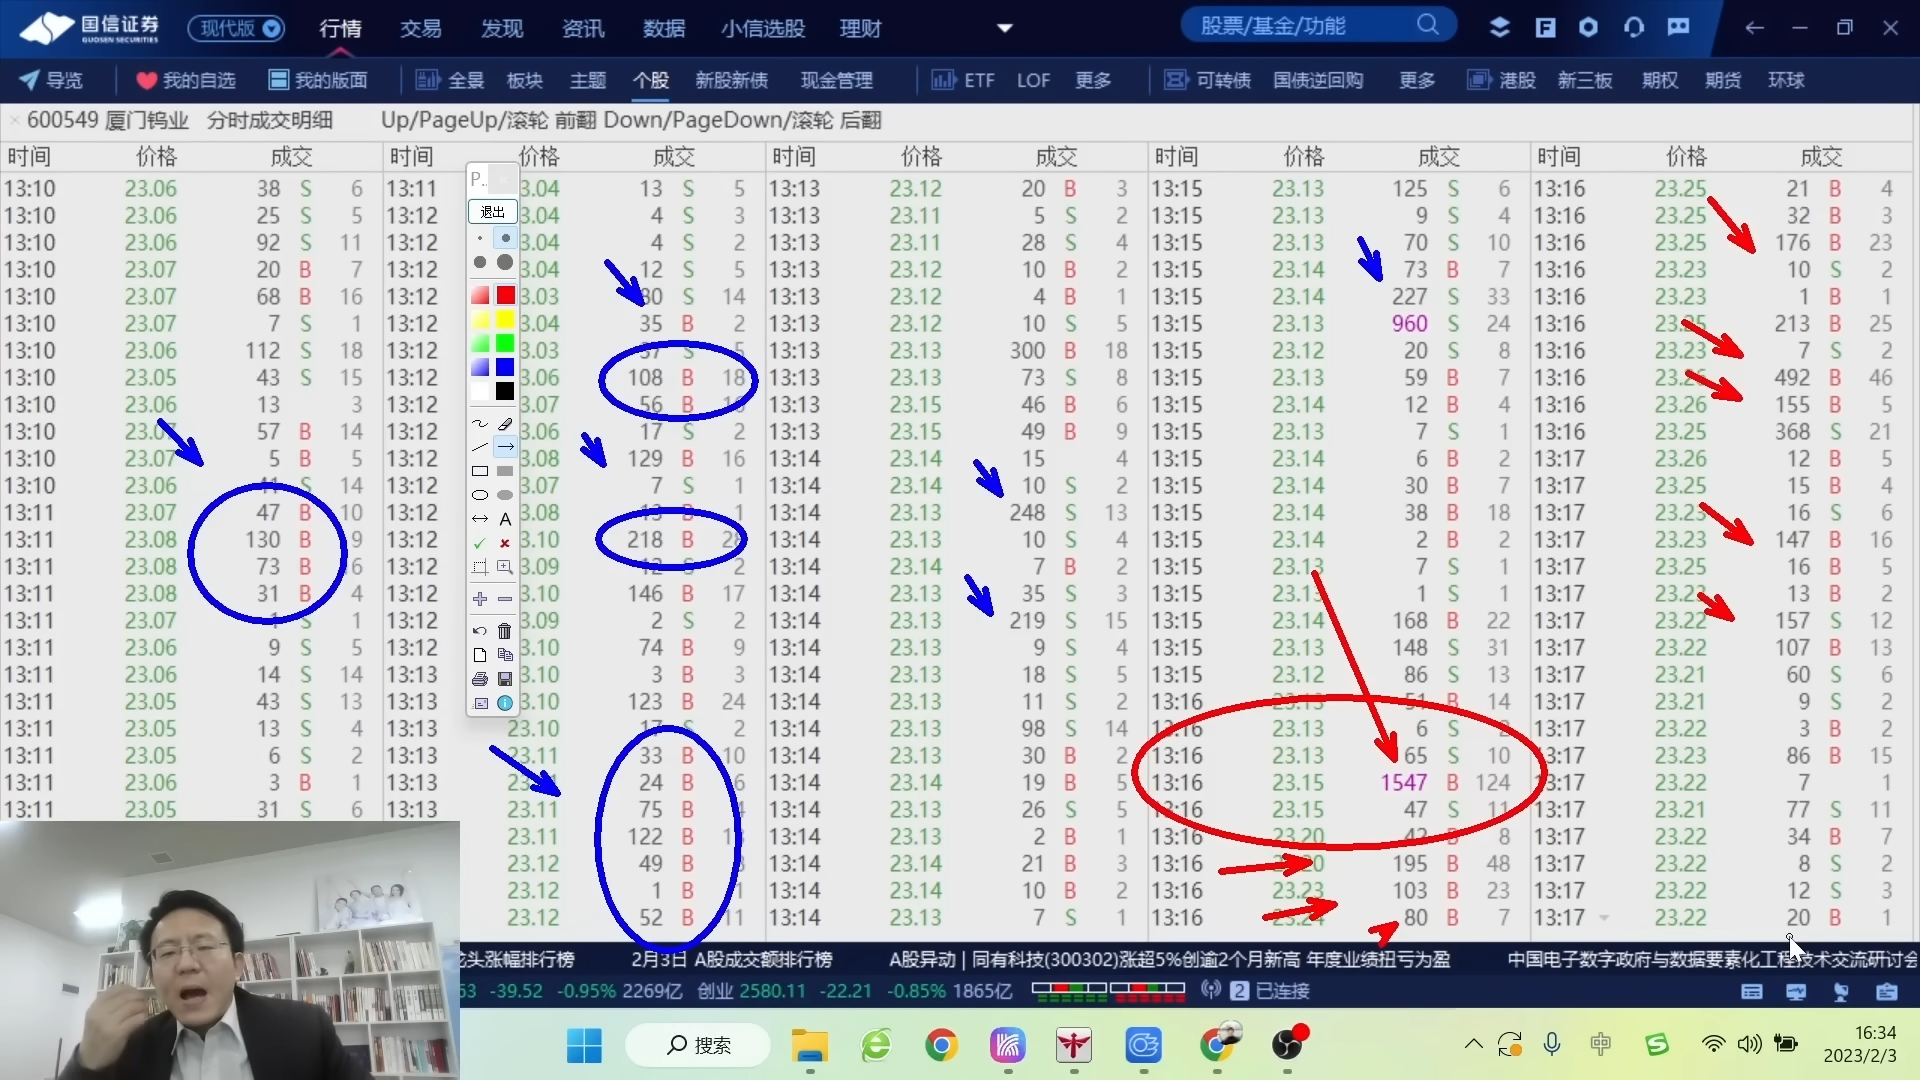 国信证券 现代版 行情 交易 发现 资讯 数据 小信选股 理财 股票/基金/功能
GUOSEN SECURITIES
导览 我的自选 我的版面 全景 板块 主题 个股 新股新债 现金管理 ETF LOF 更多 可转债 国债逆回购 更多 港股 新三板 期权 期货 环球
600549 厦门钨业 分时成交明细 Up/PageUp/滚轮 前翻 Down/PageDown/滚轮 后翻
时间 价格 成交 时间 价格 成交 时间 价格 成交 时间 价格 成交 时间 价格 成交
13:10 23.06 38 S 6 13:11 3.04 13 S 5 13:13 23.12 20 B 3 13:15 23.13 125 S 6 13:16 23.25 21 B 4
13:10 23.06 25 S 5 13:12 3.04 4 S 3 13:13 23.11 5 S 2 13:15 23.13 9 S 4 13:16 23.25 32 B 3
13:10 23.06 92 S 11 13:12 3.04 4 S 2 13:13 23.11 28 S 4 13:15 23.13 70 S 10 13:16 23.25 176 B 23
13:10 23.07 20 B 7 13:12 3.04 12 S 5 13:13 23.12 10 B 2 13:15 23.14 73 B 7 13:16 23.23 10 S 2
13:10 23.07 68 B 16 13:12 3.03 30 S 14 13:13 23.12 4 B 1 13:15 23.14 227 S 33 13:16 23.23 1 B 1
13:10 23.07 7 S 1 13:12 3.04 35 B 2 13:13 23.12 10 S 5 13:15 23.13 960 S 24 13:16 23.25 213 B 25
13:10 23.06 112 S 18 13:12 3.03 37 S 5 13:13 23.13 300 B 18 13:15 23.12 20 S 8 13:16 23.23 7 S 2
13:10 23.05 43 S 15 13:12 3.06 108 B 18 13:13 23.13 73 S 8 13:15 23.13 59 B 7 13:16 23.26 492 B 46
13:10 23.06 13 3 13:12 3.07 56 B 13:13 23.15 46 B 6 13:15 23.14 12 B 4 13:16 23.26 155 B 5
13:10 23.07 57 B 14 13:12 3.06 17 S 2 13:13 23.15 49 B 9 13:15 23.13 7 S 1 13:16 23.25 368 S 21
13:10 23.07 5 B 5 13:12 3.08 129 B 16 13:14 23.14 15 4 13:15 23.14 6 B 2 13:17 23.26 12 B 5
13:10 23.06 41 S 14 13:12 3.07 7 S 1 13:14 23.14 10 S 2 13:15 23.14 30 B 7 13:17 23.25 15 B 4
13:11 23.07 47 B 10 13:12 3.08 13 B 1 13:14 23.13 248 S 13 13:15 23.14 38 B 18 13:17 23.23 16 S 6
13:11 23.08 130 B 9 13:12 3.10 218 B 28 13:14 23.13 10 S 4 13:15 23.14 2 B 2 13:17 23.23 147 B 16
13:11 23.08 73 B 6 13:12 3.09 12 S 2 13:14 23.14 7 B 2 13:15 23.13 7 S 1 13:17 23.25 16 B 5
13:11 23.08 31 B 4 13:12 3.10 146 B 17 13:14 23.13 35 S 3 13:15 23.13 1 S 1 13:17 23.23 13 B 2
13:11 23.07 1 S 1 13:12 3.09 2 S 2 13:14 23.13 219 S 15 13:15 23.14 168 B 22 13:17 23.22 157 S 12
13:11 23.06 9 S 5 13:12 3.10 74 B 9 13:14 23.13 9 S 4 13:15 23.13 148 S 31 13:17 23.22 107 B 13
13:11 23.06 14 S 14 13:12 3.10 3 B 3 13:14 23.13 18 S 5 13:15 23.12 86 S 13 13:17 23.21 60 S 6
13:11 23.05 43 S 13 13:12 3.10 123 B 24 13:14 23.13 11 S 2 13:16 23.13 51 B 14 13:17 23.21 9 S 2
13:11 23.05 13 S 4 13:13 23.10 17 S 2 13:14 23.13 98 S 14 13:16 23.13 6 S 2 13:17 23.22 3 B 2
13:11 23.05 6 S 2 13:13 23.11 33 B 10 13:14 23.13 30 B 2 13:16 23.13 65 S 10 13:17 23.23 86 B 15
13:11 23.06 3 B 1 13:13 24 B 6 13:14 23.14 19 B 5 13:16 23.15 1547 B 124 13:17 23.22 7 1
13:11 23.05 31 S 6 13:13 23.11 75 B 13:14 23.13 26 S 5 13:16 23.15 47 S 11 13:17 23.21 77 S 11
23.11 122 B 13:14 23.13 2 B 1 13:16 23.20 42 B 8 13:17 23.22 34 B 7
23.12 49 B 13:14 23.14 21 B 3 13:16 23.20 195 B 48 13:17 23.22 8 S 2
23.12 1 B 1 13:14 23.14 10 B 2 13:16 23.23 103 B 23 13:17 23.22 12 S 3
23.12 52 B 11 13:14 23.13 7 S 1 13:16 23.24 80 B 7 13:17 23.22 20 B 1
P..
退出
A
头涨幅排行榜 2月3日 A股成交额排行榜 A股异动 | 同有科技(300302)涨超5%创逾2个月新高 年度业绩扭亏为盈 中国电子数字政府与数据要素化工程技术交流研讨会
63 -39.52 -0.95% 2269亿 创业 2580.11 -22.21 -0.85% 1865亿 2 已连接
搜索 中 16:34
2023/2/3